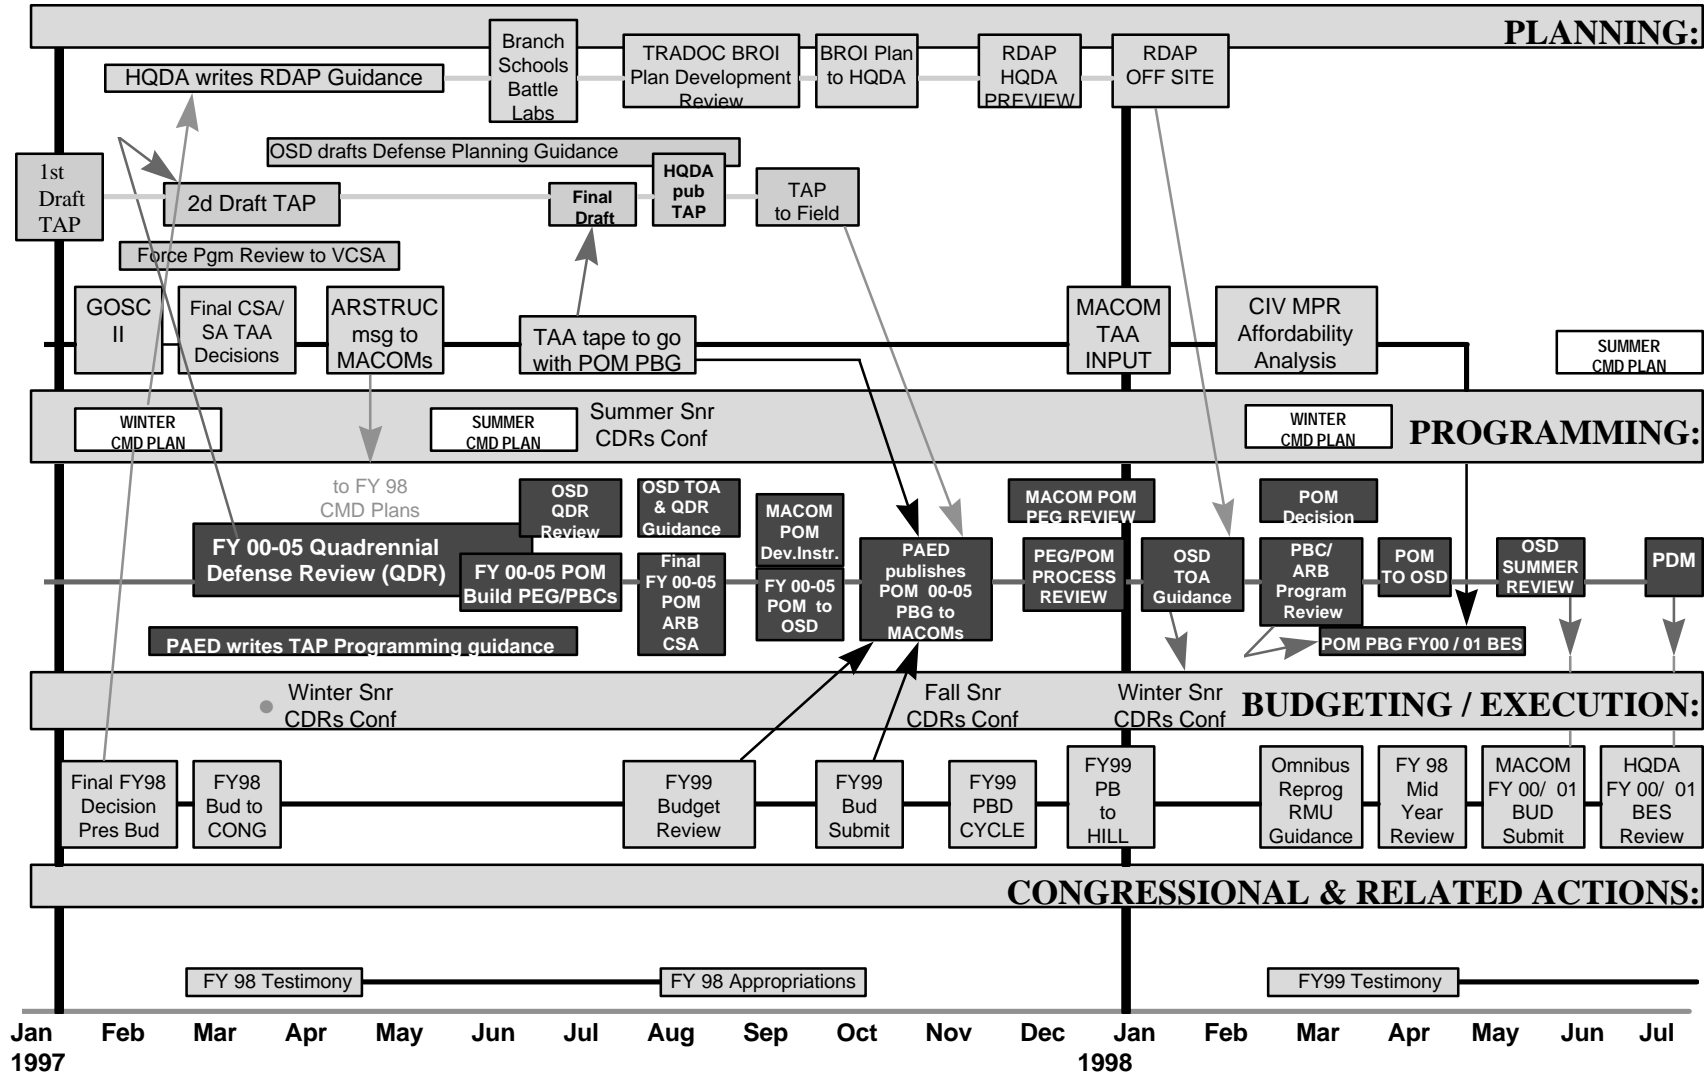 PLANNING:
HQDA writes RDAP Guidance
Branch
Schools
Battle
Labs
TRADOC BROI
Plan Development
Review
BROI Plan
to HQDA
RDAP
HQDA
PREVIEW
RDAP
OFF SITE
OSD drafts Defense Planning Guidance
1st
Draft
TAP
2d Draft TAP
Final
Draft
HQDA
pub
TAP
TAP
to Field
Force Pgm Review to VCSA
GOSC
II
Final CSA/
SA TAA
Decisions
ARSTRUC
msg to
MACOMs
TAA tape to go
with POM PBG
MACOM
TAA
INPUT
CIV MPR
Affordability
Analysis
SUMMER
CMD PLAN
WINTER
CMD PLAN
SUMMER
CMD PLAN
Summer Snr
CDRs Conf
WINTER
CMD PLAN
PROGRAMMING:
to FY 98
CMD Plans
OSD
QDR
Review
OSD TOA
& QDR
Guidance
MACOM
POM
Dev.Instr.
MACOM POM
PEG REVIEW
POM
Decision
FY 00-05 Quadrennial
Defense Review (QDR)
FY 00-05 POM
Build PEG/PBCs
Final
FY 00-05
POM
ARB
CSA
FY 00-05
POM to
OSD
PAED
publishes
POM 00-05
PBG to
MACOMs
PEG/POM
PROCESS
REVIEW
OSD
TOA
Guidance
PBC/
ARB
Program
Review
POM
TO OSD
OSD
SUMMER
REVIEW
PDM
PAED writes TAP Programming guidance
POM PBG FY00 / 01 BES
Winter Snr
CDRs Conf
Fall Snr
CDRs Conf
Winter Snr
CDRs Conf
BUDGETING / EXECUTION:
Final FY98
Decision
Pres Bud
FY98
Bud to
CONG
FY99
Budget
Review
FY99
Bud
Submit
FY99
PBD
CYCLE
FY99
PB
to
HILL
Omnibus
Reprog
RMU
Guidance
FY 98
Mid
Year
Review
MACOM
FY 00/ 01
BUD
Submit
HQDA
FY 00/ 01
BES
Review
CONGRESSIONAL & RELATED ACTIONS:
FY 98 Testimony
FY 98 Appropriations
FY99 Testimony
Jan Feb Mar Apr May Jun Jul Aug Sep Oct Nov Dec Jan Feb Mar Apr May Jun Jul
1997 1998